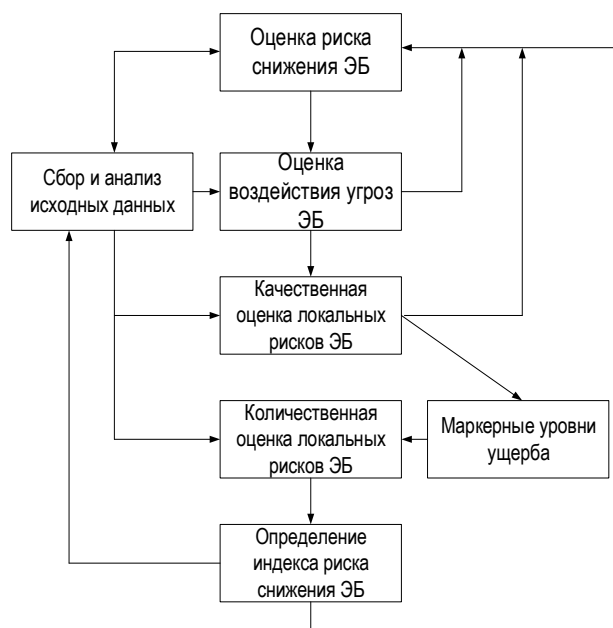 Оценка риска
снижения ЭБ
Сбор и анализ
исходных данных
Оценка
воздействия угроз
ЭБ
Качественная
оценка локальных
рисков ЭБ
Количественная
оценка локальных
рисков ЭБ
Маркерные уровни
ущерба
Определение
индекса риска
снижения ЭБ